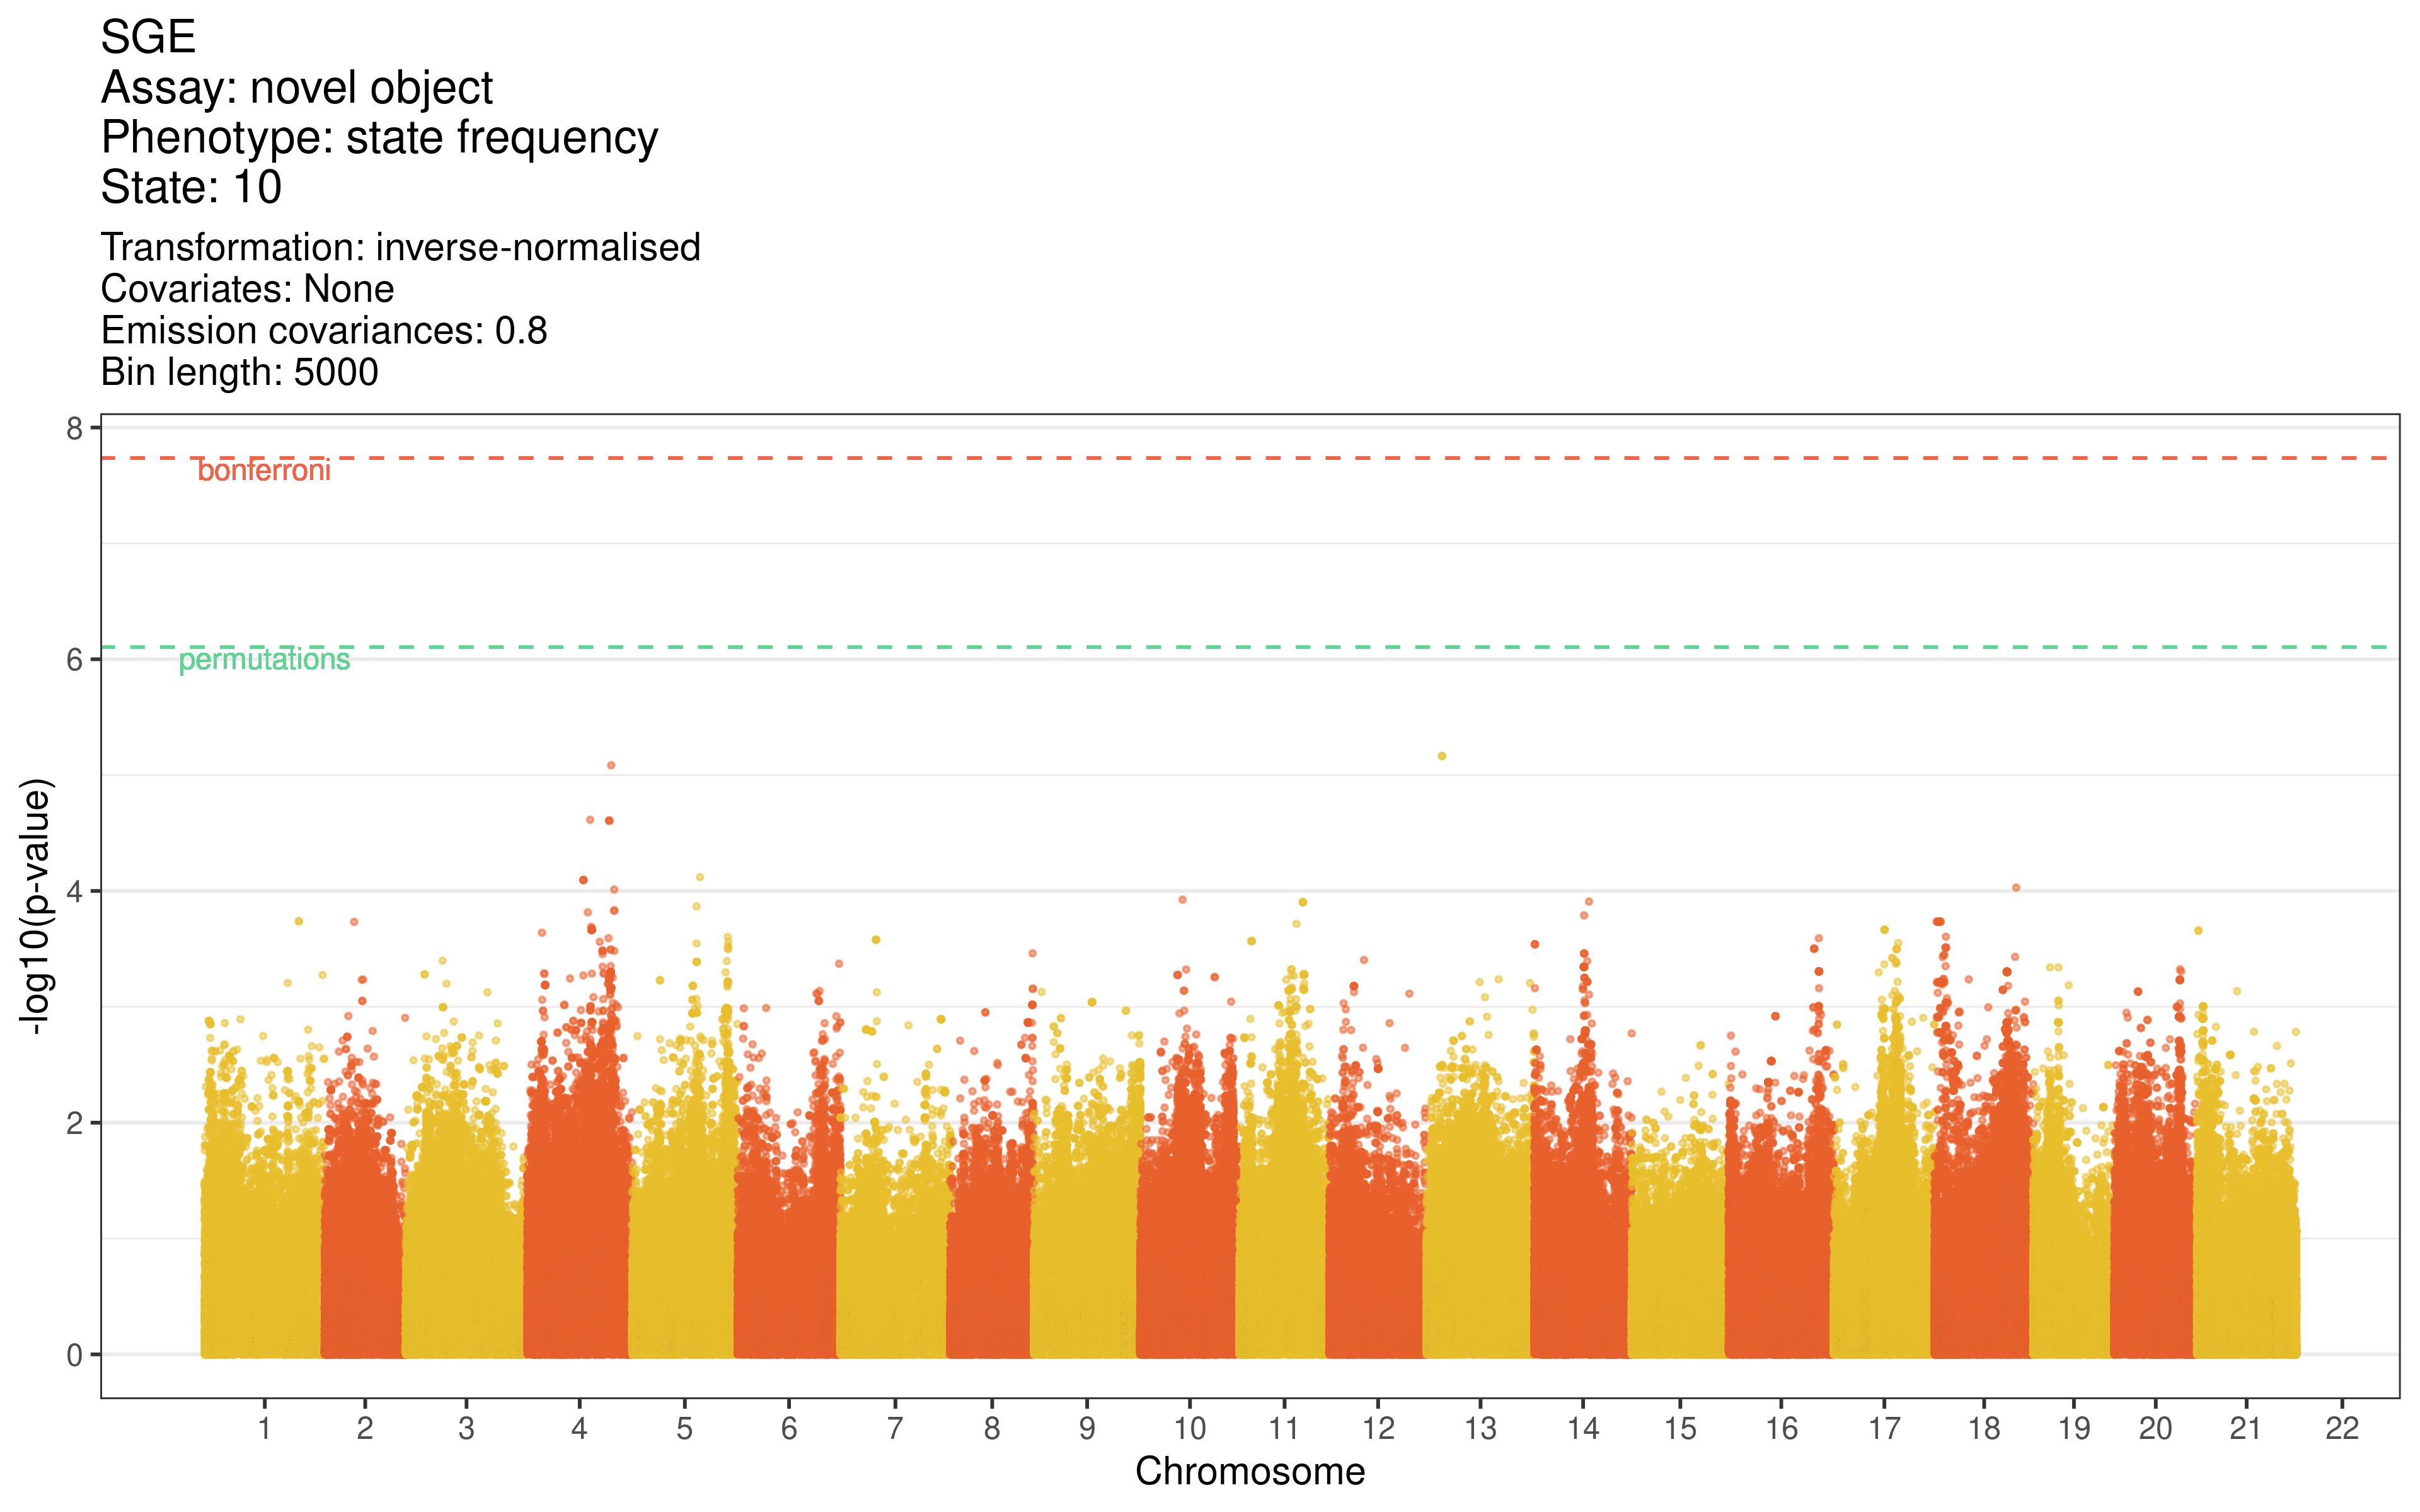 SGE
Assay: novel object
Phenotype: state frequency
State: 10
Transformation: inverse-normalised
Covariates: None
Emission covariances: 0.8
Bin length: 5000
8
bonferroni
6
permutations
4
2
0
-log10(p-value)
1 2 3 4 5 6 7 8 9 10 11 12 13 14 15 16 17 18 19 20 21 22
Chromosome